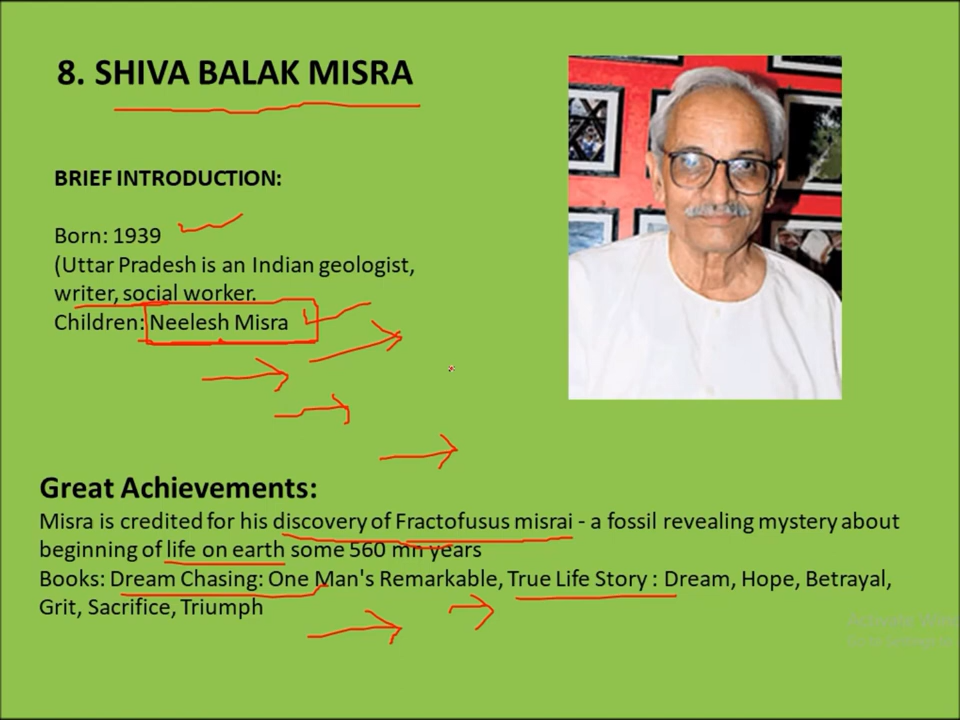 8. SHIVA BALAK MISRA
BRIEF INTRODUCTION:
Born: 1939
(Uttar Pradesh is an Indian geologist,
writer, social worker.
Children: Neelesh Misra
Great Achievements:
Misra is credited for his discovery of Fractofusus misrai - a fossil revealing mystery about
beginning of life on earth some 560 mn years
Books: Dream Chasing: One Man's Remarkable, True Life Story : Dream, Hope, Betrayal,
Grit, Sacrifice, Triumph